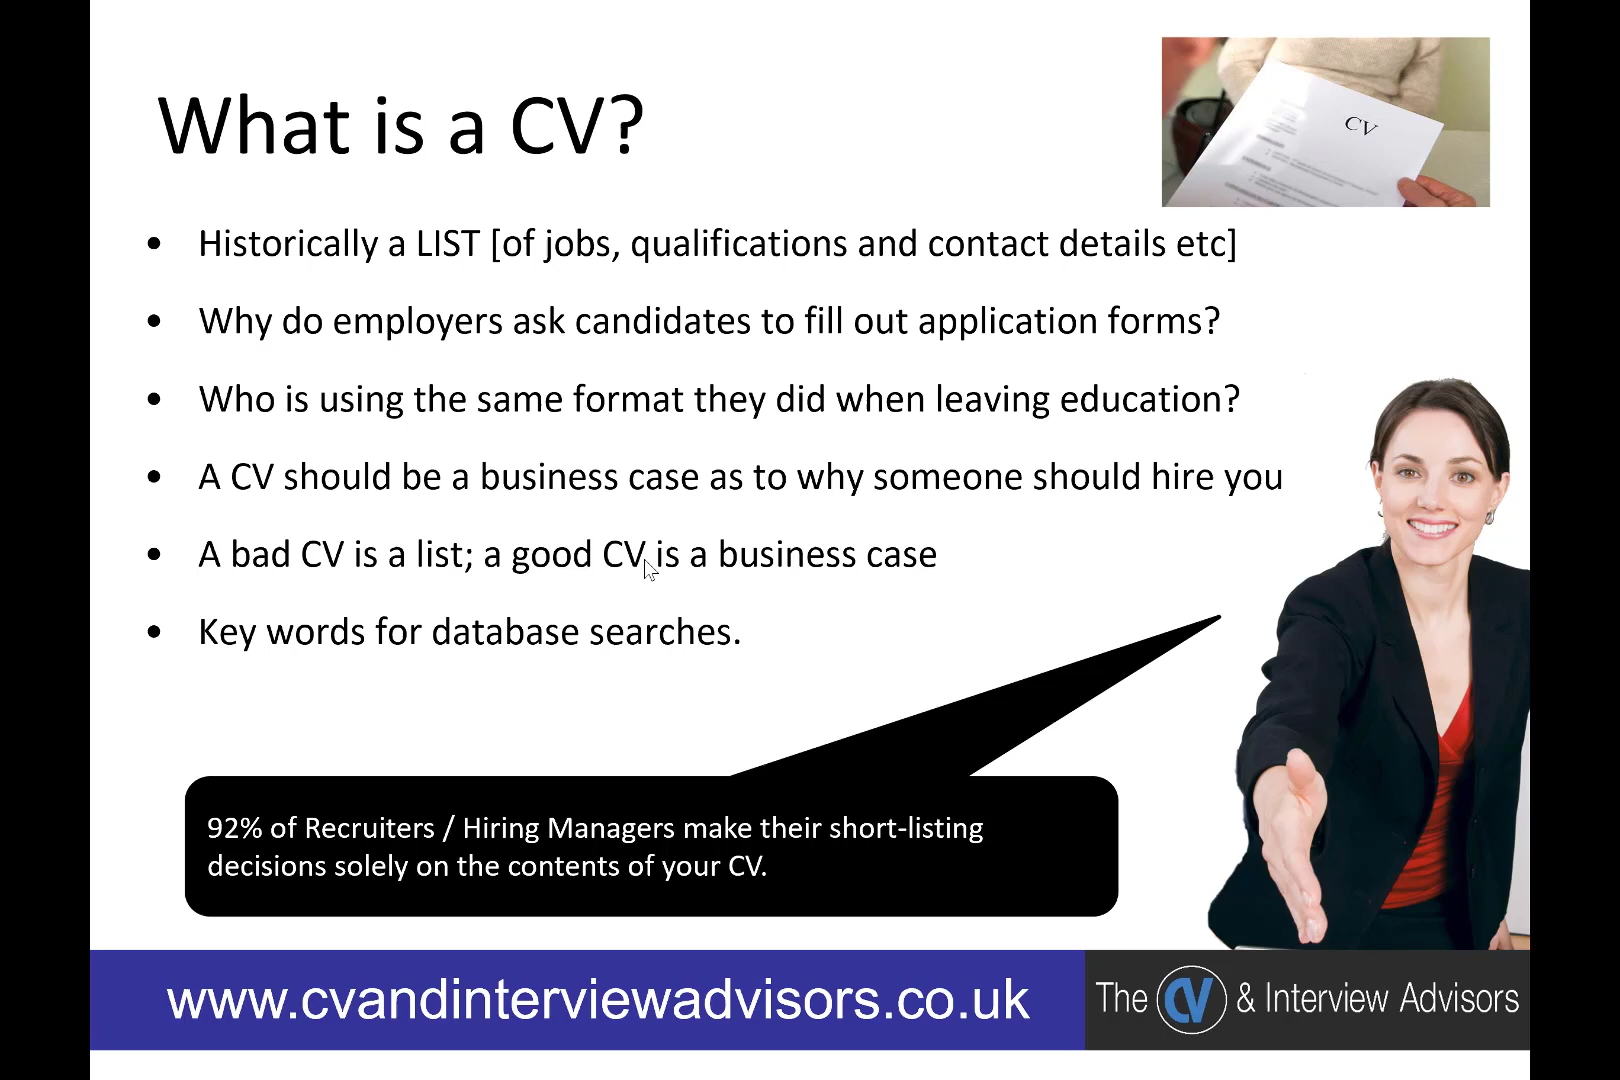 What is a CV?
CV
• Historically a LIST [of jobs, qualifications and contact details etc]
• Why do employers ask candidates to fill out application forms?
• Who is using the same format they did when leaving education?
• A CV should be a business case as to why someone should hire you
• A bad CV is a list; a good CV is a business case
• Key words for database searches.
92% of Recruiters / Hiring Managers make their short-listing
decisions solely on the contents of your CV.
www.cvandinterviewadvisors.co.uk
The CV & Interview Advisors